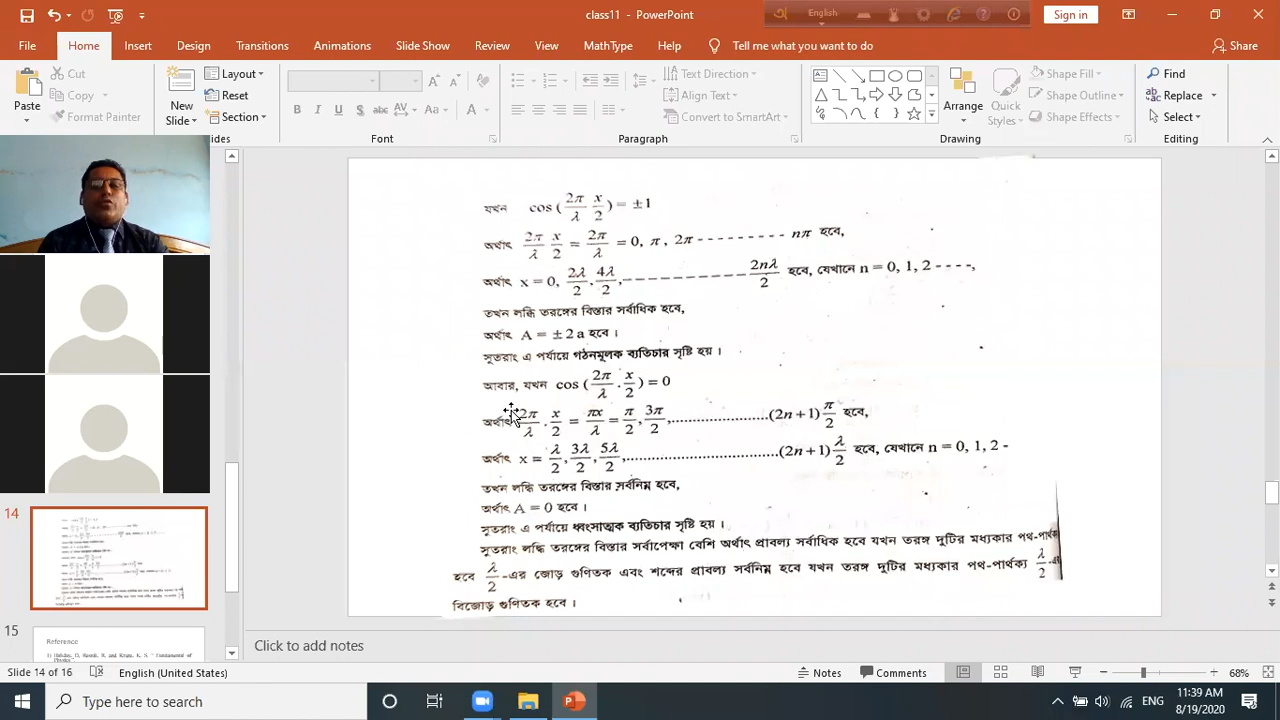 class11 - PowerPoint
English
Sign in
File Home Insert Design Transitions Animations Slide Show Review View MathType Help Tell me what you want to do Share
Paste Cut Copy Format Painter
New Slide Layout Reset Section
Text Direction Align Text Convert to SmartArt
Arrange Quick Styles Shape Fill Shape Outline Shape Effects
Find Replace Select
lides Font Paragraph Drawing Editing
যখন cos (2π/λ x/2) = ±1
অর্থাৎ 2π/λ x/2 = 2π/λ = 0, π, 2π - - - - - - - - - nπ হবে,
অর্থাৎ x = 0, 2λ/2, 4λ/2, - - - - - - - - - - - - 2nλ/2 হবে, যেখানে n = 0, 1, 2 - - - -,
তখন লব্ধি তরঙ্গের বিস্তার সর্বাধিক হবে,
অর্থাৎ A = ± 2 a হবে।
সুতরাং এ পর্যায়ে গঠনমূলক ব্যতিচার সৃষ্টি হয়।
আবার, যখন cos (2π/λ . x/2) = 0
অর্থাৎ 2π/λ . x/2 = πx/λ = π/2, 3π/2, ........................(2n + 1) π/2 হবে,
অর্থাৎ x = λ/2, 3λ/2, 5λ/2, ......................................(2n + 1) λ/2 হবে, যেখানে n = 0, 1, 2 -
তখন লব্ধি তরঙ্গের বিস্তার সর্বনিম্ন হবে,
অর্থাৎ A = 0 হবে।
সুতরাং এ পর্যায়ে ধ্বংসাত্মক ব্যতিচার সৃষ্টি হয়।
সুতরাং লব্ধি তরঙ্গের বিস্তার সর্বাপেক্ষা বেশি অর্থাৎ প্রাবল্য সর্বাধিক হবে যখন তরঙ্গ দুটির মধ্যকার পথ-পার্থক্য
হবে λ/2 -এর জোড় গুণিতক এবং শব্দের প্রাবল্য সর্বনিম্ন হবে যখন তরঙ্গ দুটির মধ্যকার পথ-পার্থক্য λ/2 -এর
বিজোড় গুণিতক হবে।
14
15
Reference
Click to add notes
Slide 14 of 16 English (United States) Notes Comments 68%
Type here to search
ENG
11:39 AM
8/19/2020